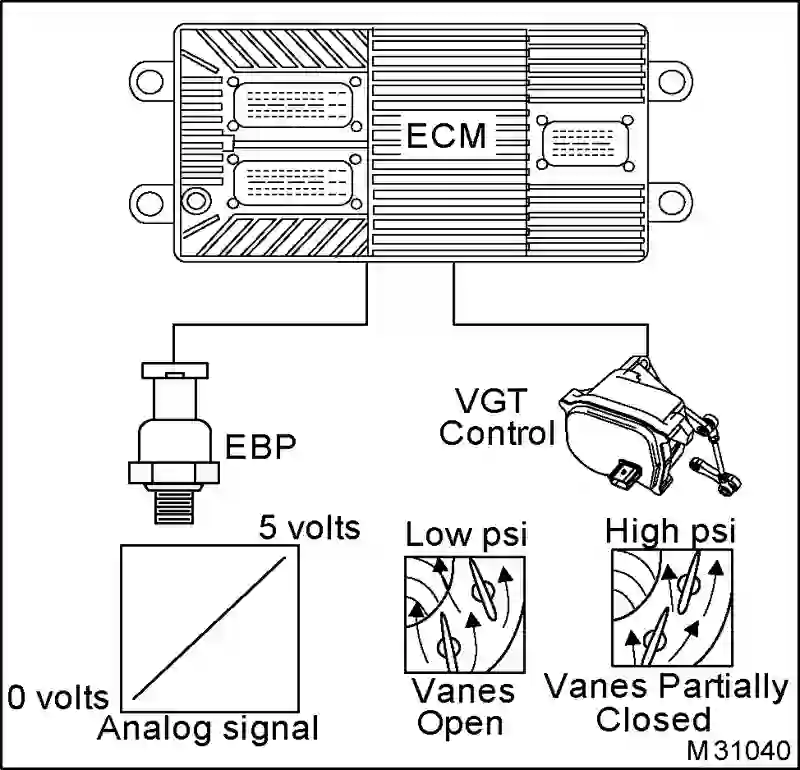 ECM
VGT
Control
EBP
5 volts
Low psi
High psi
0 volts
Analog signal
Vanes
Open
Vanes Partially
Closed
M31040